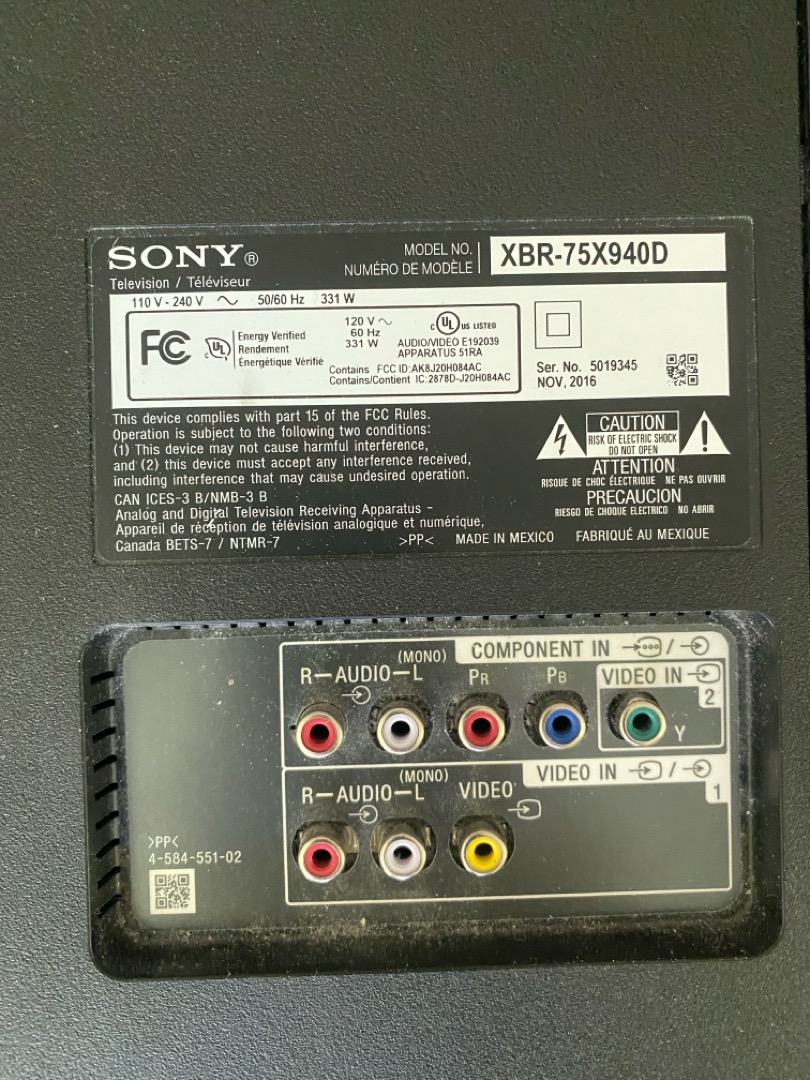 SONY®
MODEL NO.
NUMÉRO DE MODÈLE
XBR-75X940D
Television / Téléviseur
110 V - 240 V ～ 50/60 Hz 331 W
FC
c UL
Energy Verified
Rendement
Énergétique Vérifié
120 V ～
60 Hz
331 W
c UL US LISTED
AUDIO/VIDEO E192039
APPARATUS 51RA
Contains FCC ID:AK8J20H084AC
Contains/Contient IC:2878D-J20H084AC
Ser. No. 5019345
NOV, 2016
This device complies with part 15 of the FCC Rules.
Operation is subject to the following two conditions:
(1) This device may not cause harmful interference,
and (2) this device must accept any interference received,
including interference that may cause undesired operation.
CAN ICES-3 B/NMB-3 B
Analog and Digital Television Receiving Apparatus -
Appareil de réception de télévision analogique et numérique,
Canada BETS-7 / NTMR-7
CAUTION
RISK OF ELECTRIC SHOCK
DO NOT OPEN
ATTENTION
RISQUE DE CHOC ÉLECTRIQUE NE PAS OUVRIR
PRECAUCION
RIESGO DE CHOQUE ELECTRICO NO ABRIR
>PP< MADE IN MEXICO FABRIQUÉ AU MEXIQUE
COMPONENT IN
(MONO)
R—AUDIO—L
PR
PB
VIDEO IN
2
Y
VIDEO IN
1
(MONO)
R—AUDIO—L
VIDEO
>PP<
4-584-551-02